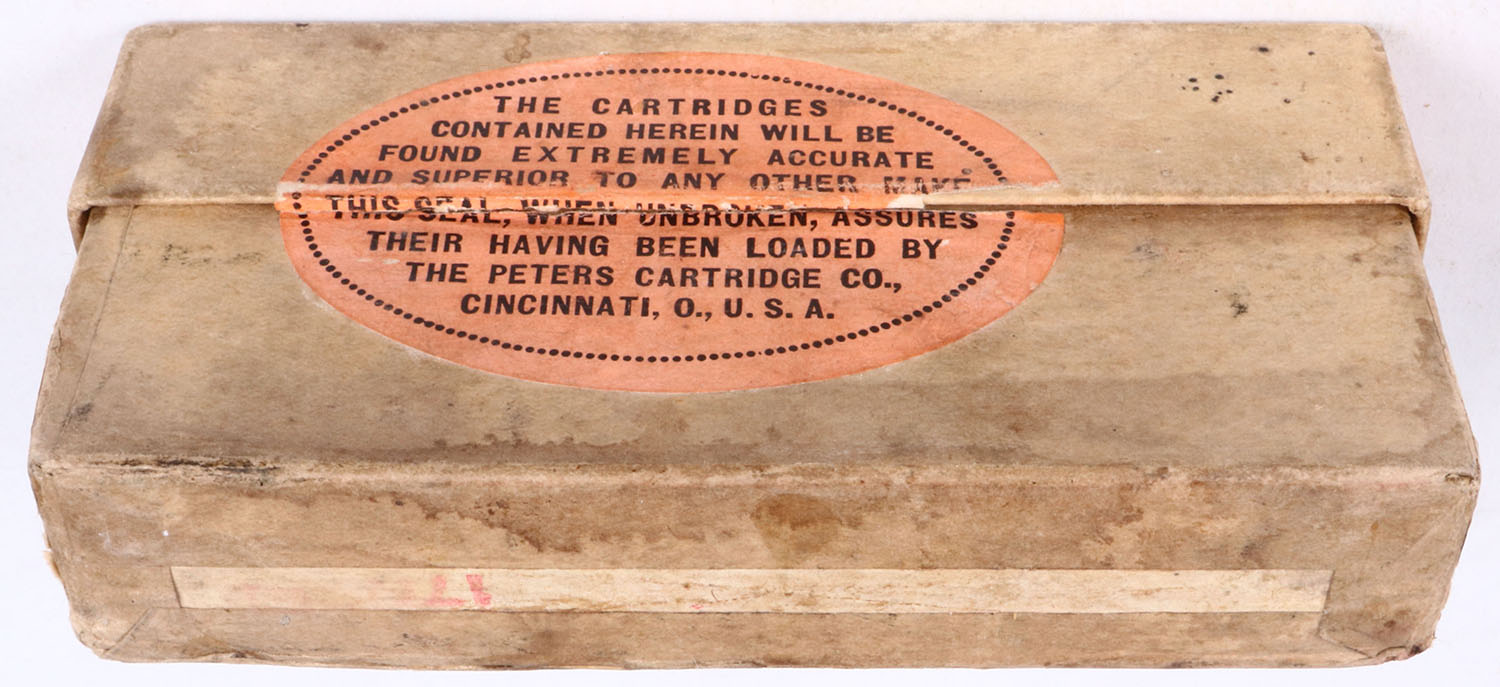 THE CARTRIDGES
CONTAINED HEREIN WILL BE
FOUND EXTREMELY ACCURATE
AND SUPERIOR TO ANY OTHER MAKE
THIS SEAL, WHEN UNBROKEN, ASSURES
THEIR HAVING BEEN LOADED BY
THE PETERS CARTRIDGE CO.,
CINCINNATI, O., U. S. A.